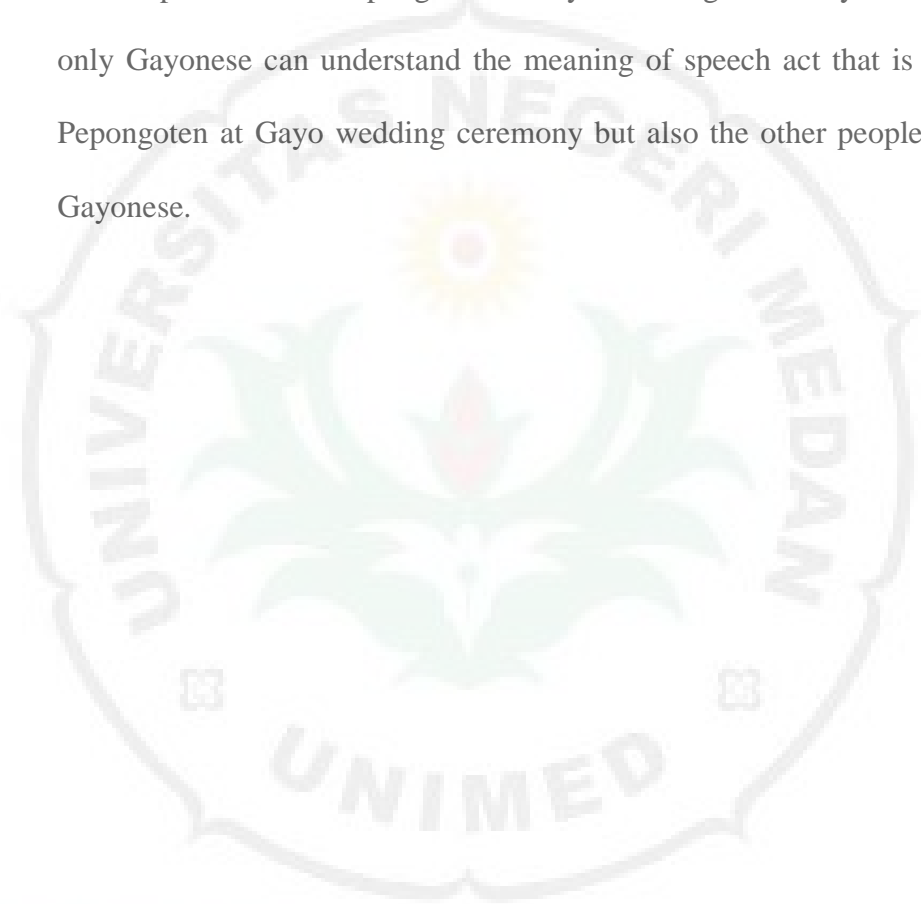 only Gayonese can understand the meaning of speech act that is
Pepongoten at Gayo wedding ceremony but also the other people
Gayonese.
UNIVERSITAS NEGERI MEDAN
UNIMED